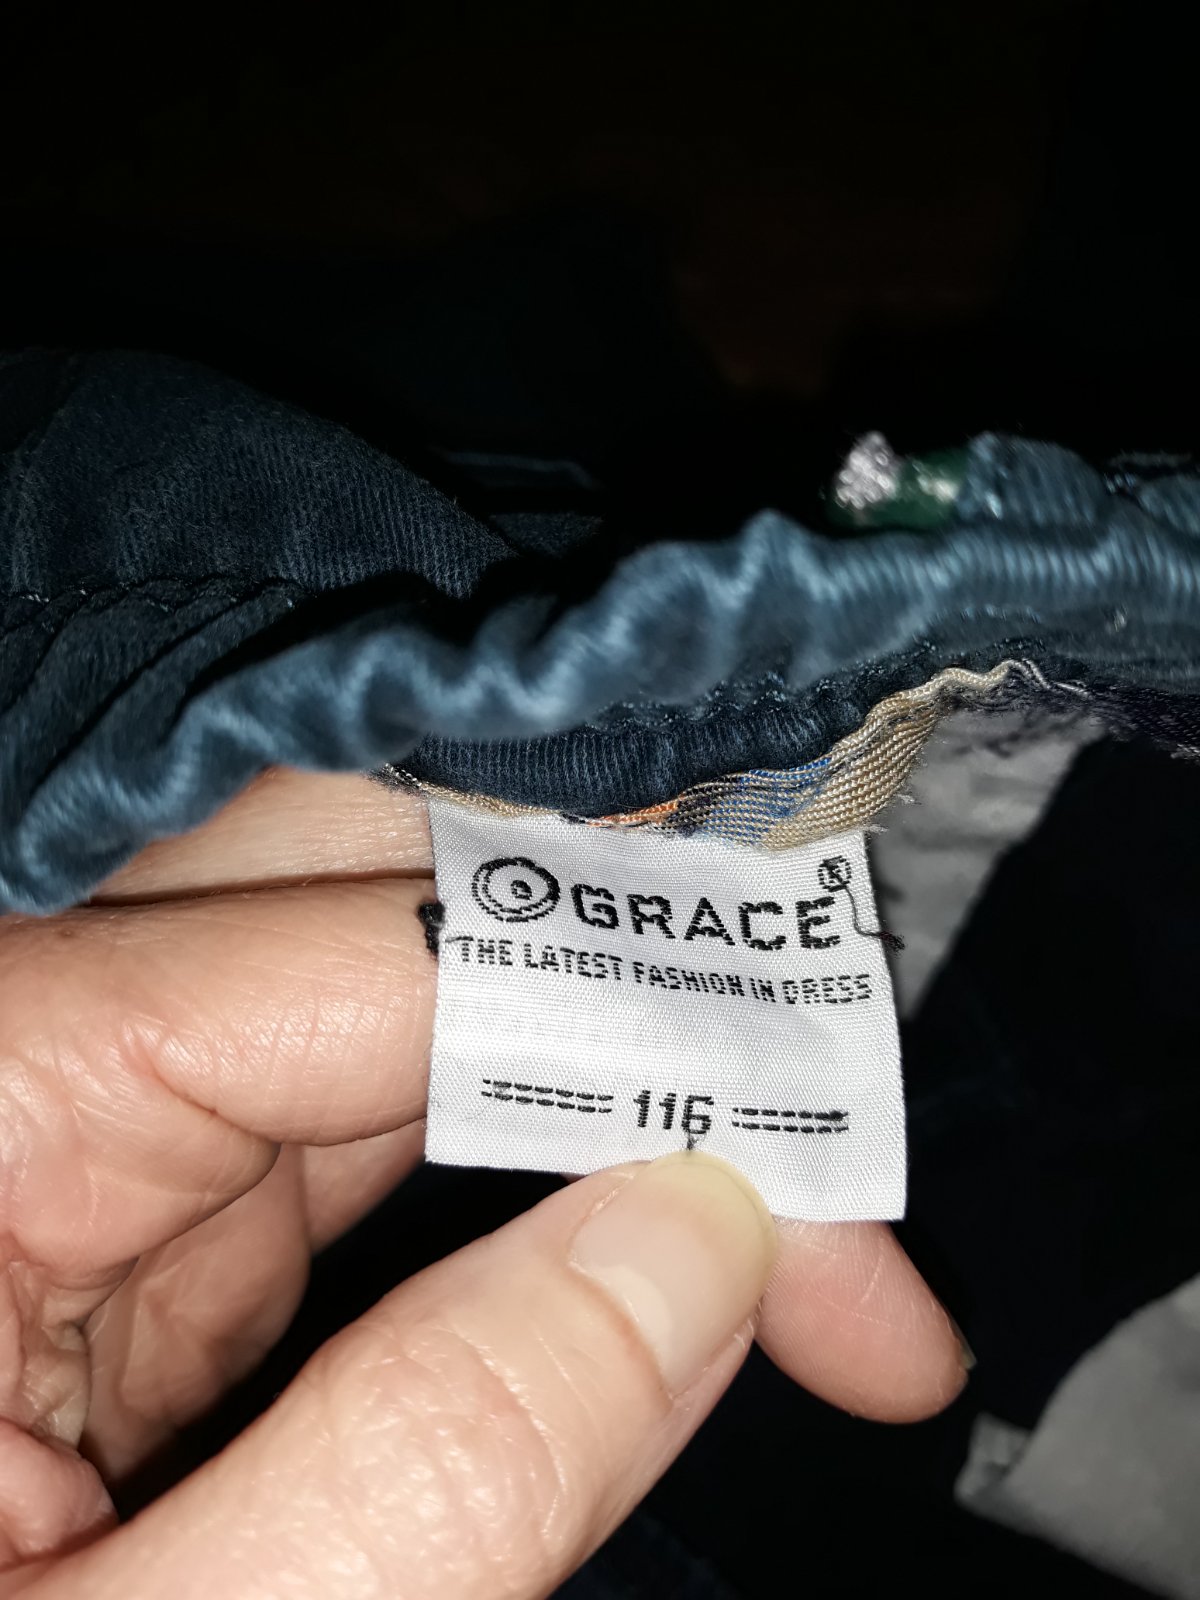 GRACE®
THE LATEST FASHION IN DRESS
116